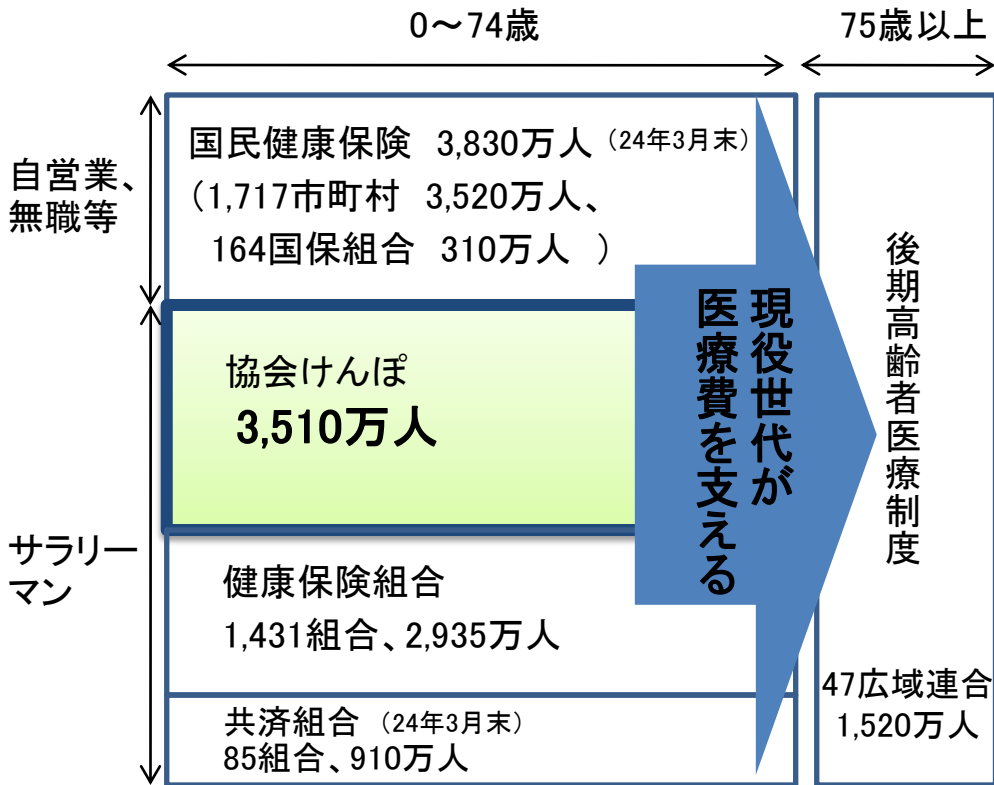 0～74歳
75歳以上
自営業、
無職等
国民健康保険 3,830万人 （24年3月末）
（1,717市町村 3,520万人、
164国保組合 310万人 ）
協会けんぽ
3,510万人
サラリー
マン
健康保険組合
1,431組合、2,935万人
共済組合 （24年3月末）
85組合、910万人
現役世代が
医療費を支える
後期高齢者医療制度
47広域連合
1,520万人